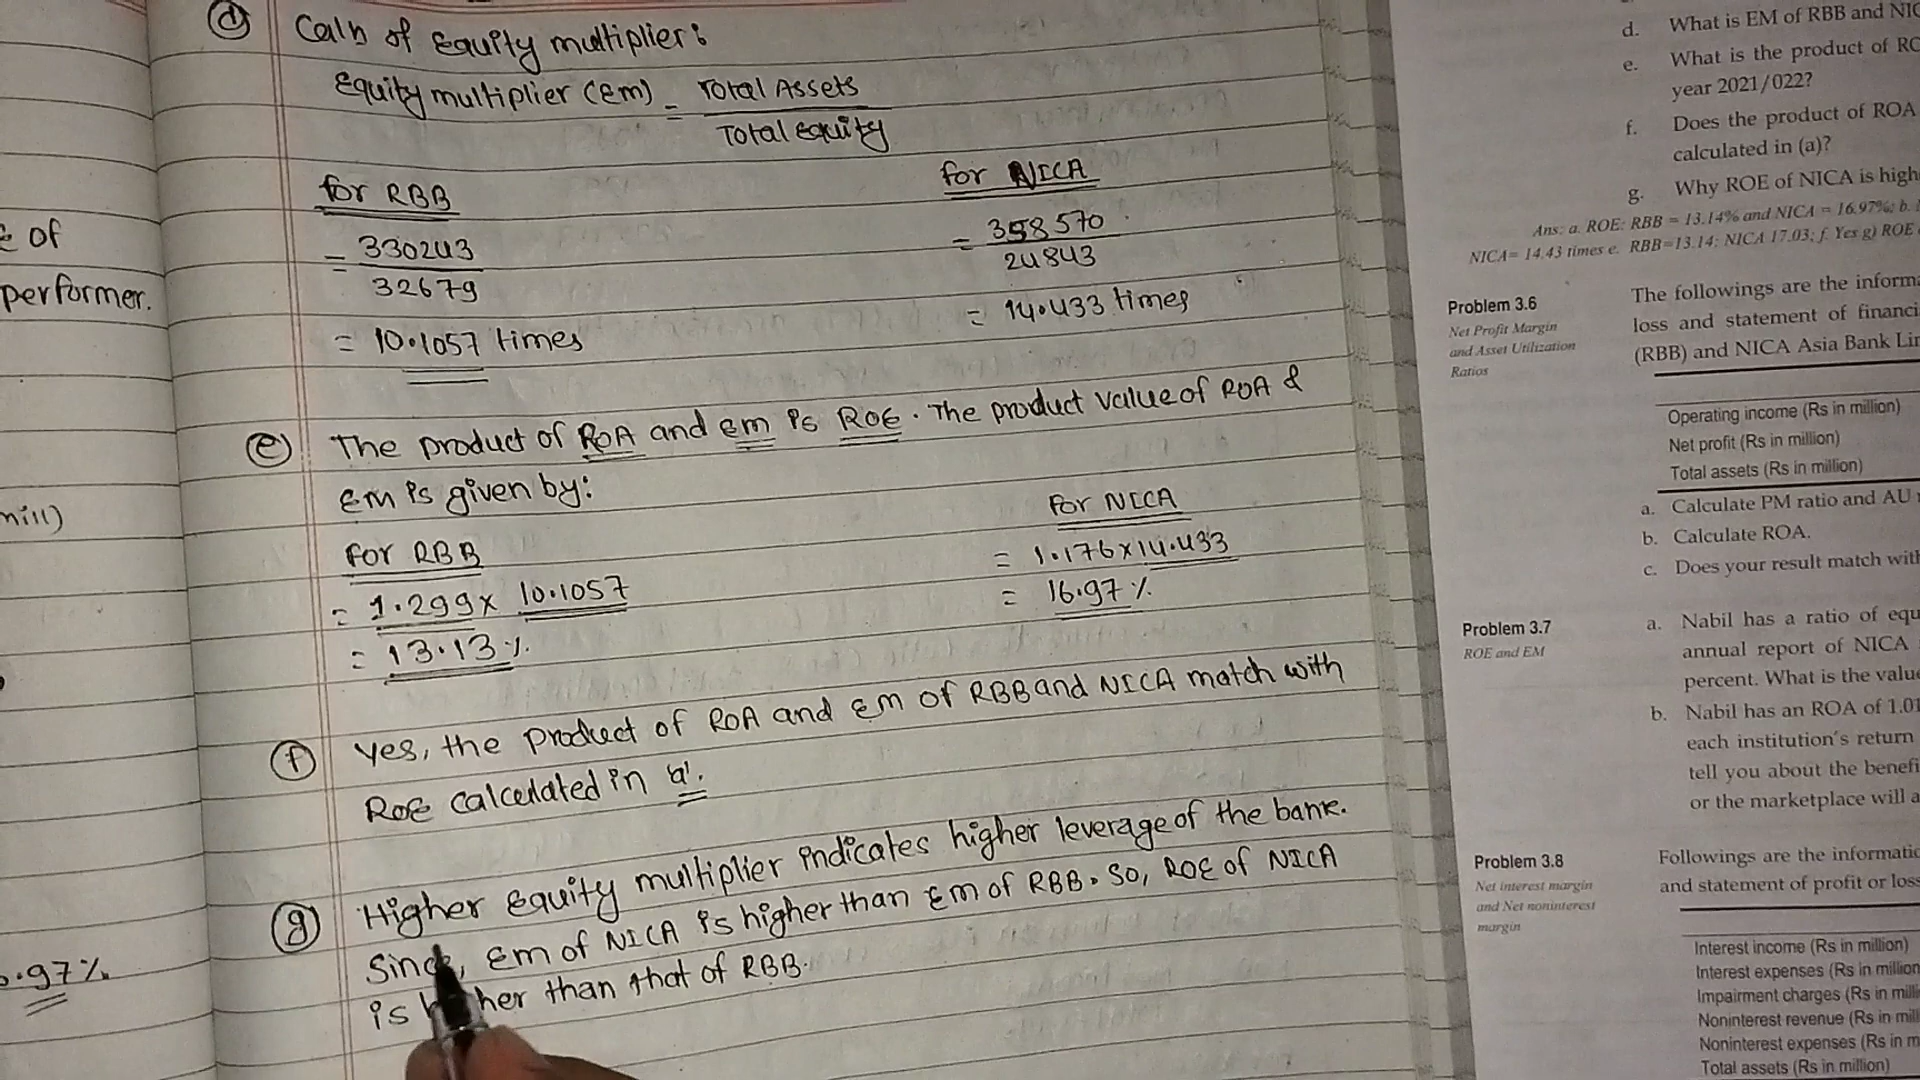 of
performer.
mill)
.97%
(d) Caln of Equity multiplier:
Equity multiplier (Em) = Total Assets
Total equity
for RBB
= 330243
32679
= 10.1057 times
for NICA
= 358570
24843
= 14.433 times
(e) The product of ROA and Em is ROE. The product value of ROA &
Em is given by:
For RBB
= 1.299 x 10.1057
= 13.13%
For NICA
= 1.176 x 14.433
= 16.97%
(f) Yes, the product of ROA and Em of RBB and NICA match with
ROE calculated in 'a'.
(g) Higher equity multiplier indicates higher leverage of the bank.
Since, Em of NICA is higher than Em of RBB. So, ROE of NICA
is higher than that of RBB.
d. What is EM of RBB and NIC
e. What is the product of RO
year 2021/022?
f. Does the product of ROA
calculated in (a)?
g. Why ROE of NICA is high
Ans: a. ROE: RBB = 13.14% and NICA = 16.97%; b.
NICA= 14.43 times e. RBB=13.14; NICA 17.03; f. Yes g) ROE
Problem 3.6
Net Profit Margin
and Asset Utilization
Ratios
The followings are the inform
loss and statement of financi
(RBB) and NICA Asia Bank Lin
Operating income (Rs in million)
Net profit (Rs in million)
Total assets (Rs in million)
a. Calculate PM ratio and AU
b. Calculate ROA.
c. Does your result match with
Problem 3.7
ROE and EM
a. Nabil has a ratio of equ
annual report of NICA
percent. What is the value
b. Nabil has an ROA of 1.01
each institution's return
tell you about the benefi
or the marketplace will a
Problem 3.8
Net interest margin
and Net noninterest
margin
Followings are the informatio
and statement of profit or loss
Interest income (Rs in million)
Interest expenses (Rs in million
Impairment charges (Rs in milli
Noninterest revenue (Rs in mill
Noninterest expenses (Rs in m
Total assets (Rs in million)